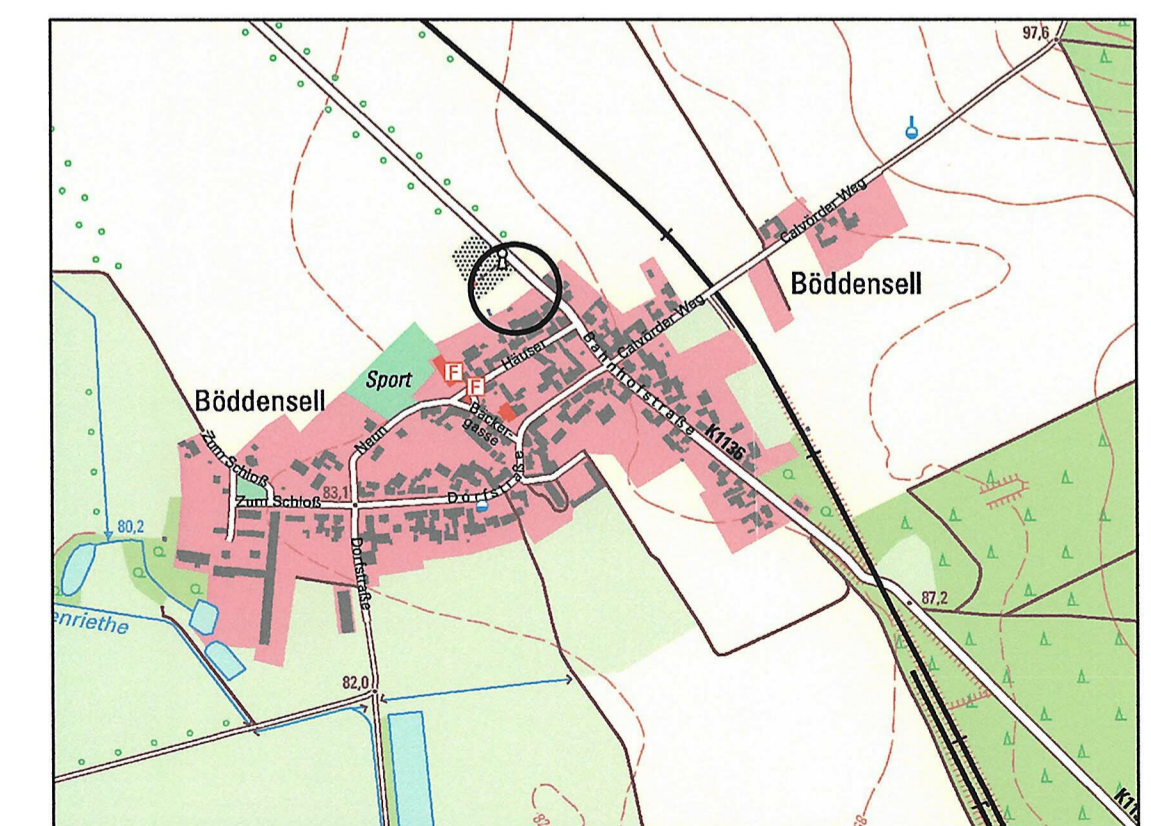 97,6
Calvörder Weg
Böddensell
Calvörder Weg
Häuser
Bahnhofstraße
Sport
F
F
Böddensell
Bäcker-
gasse
Neun
K1136
Zum Schloß
Zum Schloß
83,1
Dorfstraße
80,2
Dorfstraße
87,2
enriethe
82,0
K11
82